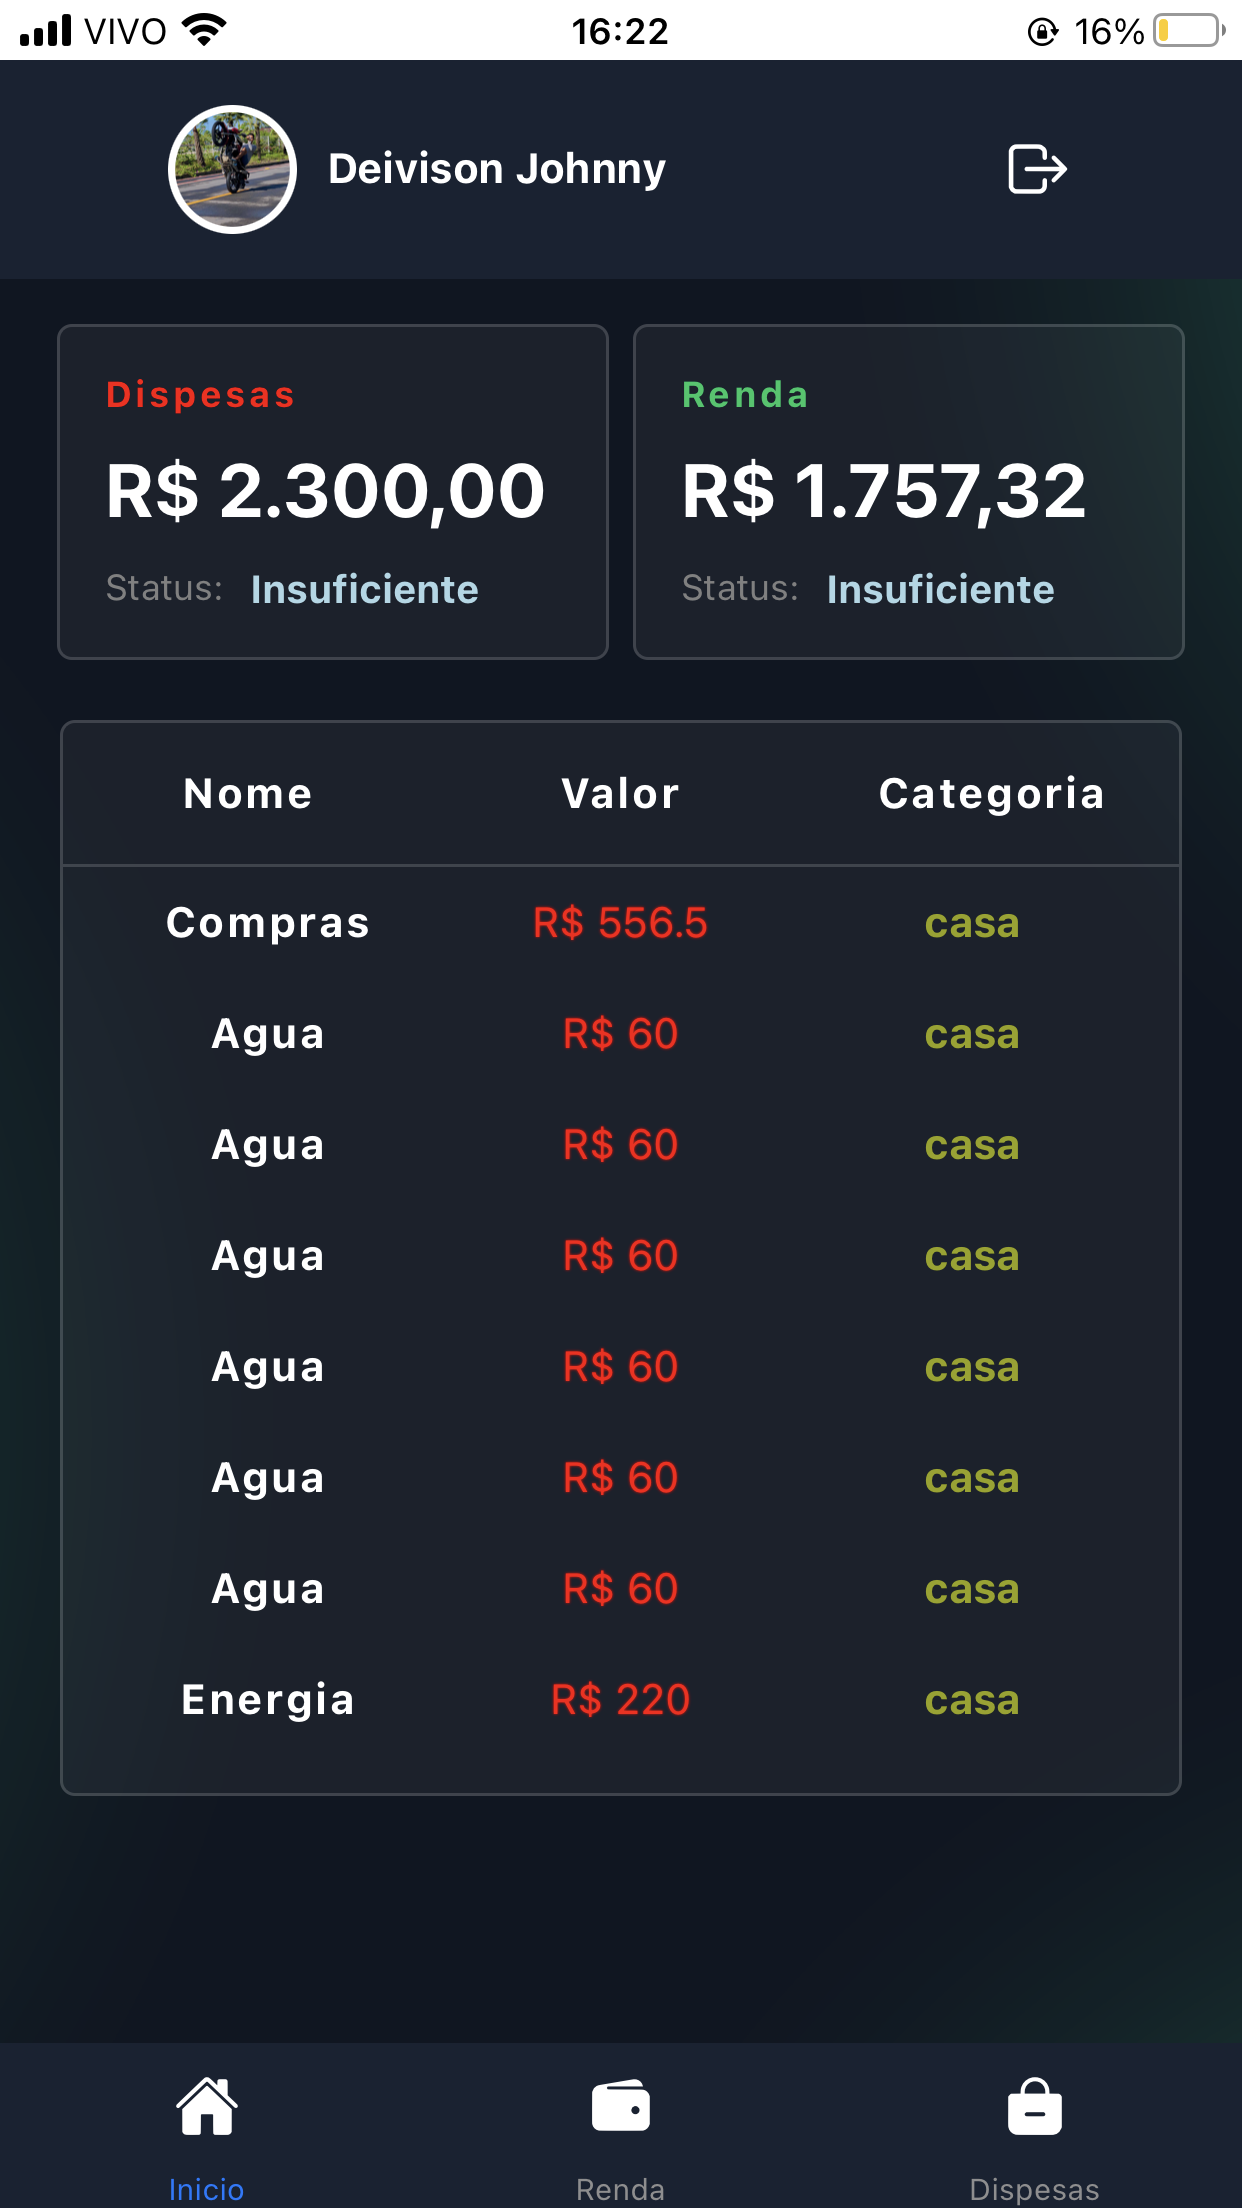 VIVO 16:22 16%
Deivison Johnny
Dispesas
R$ 2.300,00
Status: Insuficiente
Renda
R$ 1.757,32
Status: Insuficiente
Nome Valor Categoria
Compras R$ 556.5 casa
Agua R$ 60 casa
Agua R$ 60 casa
Agua R$ 60 casa
Agua R$ 60 casa
Agua R$ 60 casa
Agua R$ 60 casa
Energia R$ 220 casa
Inicio Renda Dispesas